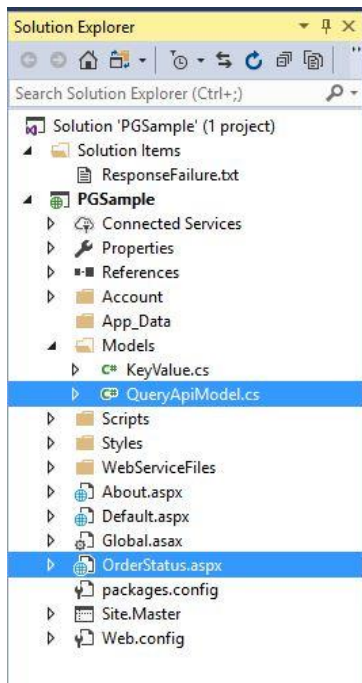 Solution Explorer
Search Solution Explorer (Ctrl+;)
Solution 'PGSample' (1 project)
Solution Items
ResponseFailure.txt
PGSample
Connected Services
Properties
References
Account
App_Data
Models
C# KeyValue.cs
C# QueryApiModel.cs
Scripts
Styles
WebServiceFiles
About.aspx
Default.aspx
Global.asax
OrderStatus.aspx
packages.config
Site.Master
Web.config